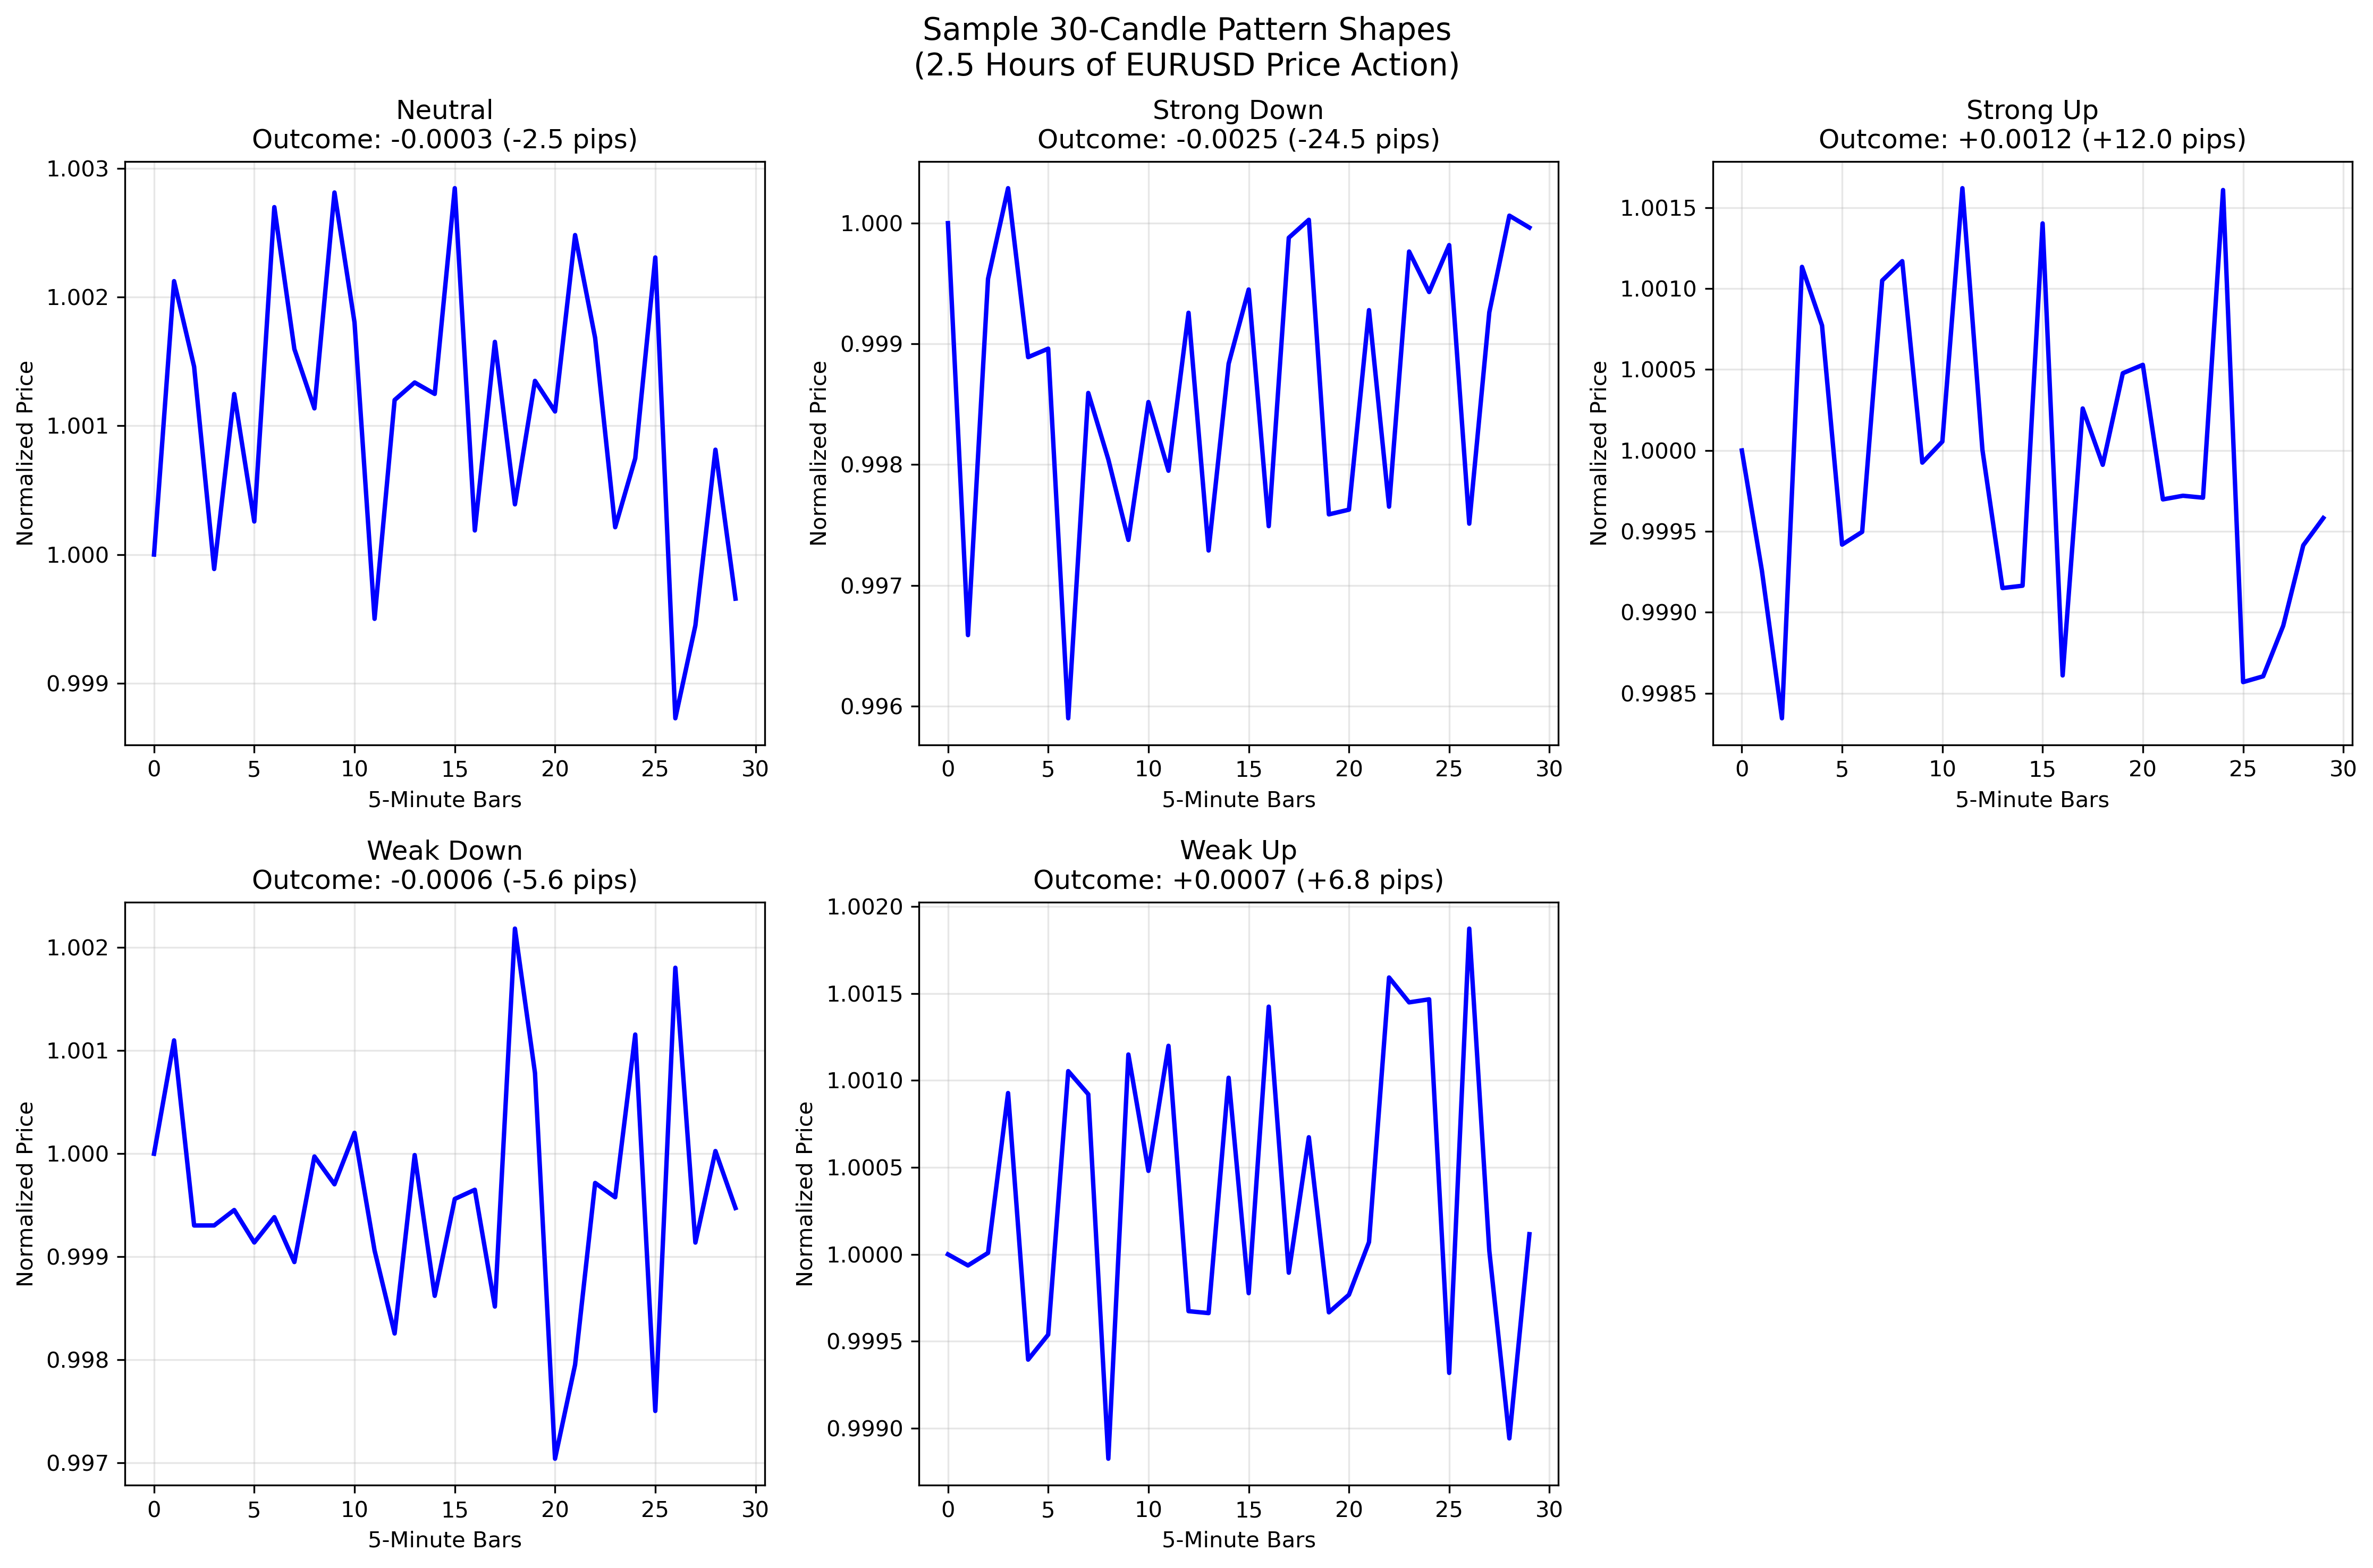 Sample 30-Candle Pattern Shapes
(2.5 Hours of EURUSD Price Action)
Neutral
Outcome: -0.0003 (-2.5 pips)
1.003
1.002
1.001
1.000
0.999
Normalized Price
0 5 10 15 20 25 30
5-Minute Bars
Strong Down
Outcome: -0.0025 (-24.5 pips)
1.000
0.999
0.998
0.997
0.996
Normalized Price
0 5 10 15 20 25 30
5-Minute Bars
Strong Up
Outcome: +0.0012 (+12.0 pips)
1.0015
1.0010
1.0005
1.0000
0.9995
0.9990
0.9985
Normalized Price
0 5 10 15 20 25 30
5-Minute Bars
Weak Down
Outcome: -0.0006 (-5.6 pips)
1.002
1.001
1.000
0.999
0.998
0.997
Normalized Price
0 5 10 15 20 25 30
5-Minute Bars
Weak Up
Outcome: +0.0007 (+6.8 pips)
1.0020
1.0015
1.0010
1.0005
1.0000
0.9995
0.9990
Normalized Price
0 5 10 15 20 25 30
5-Minute Bars